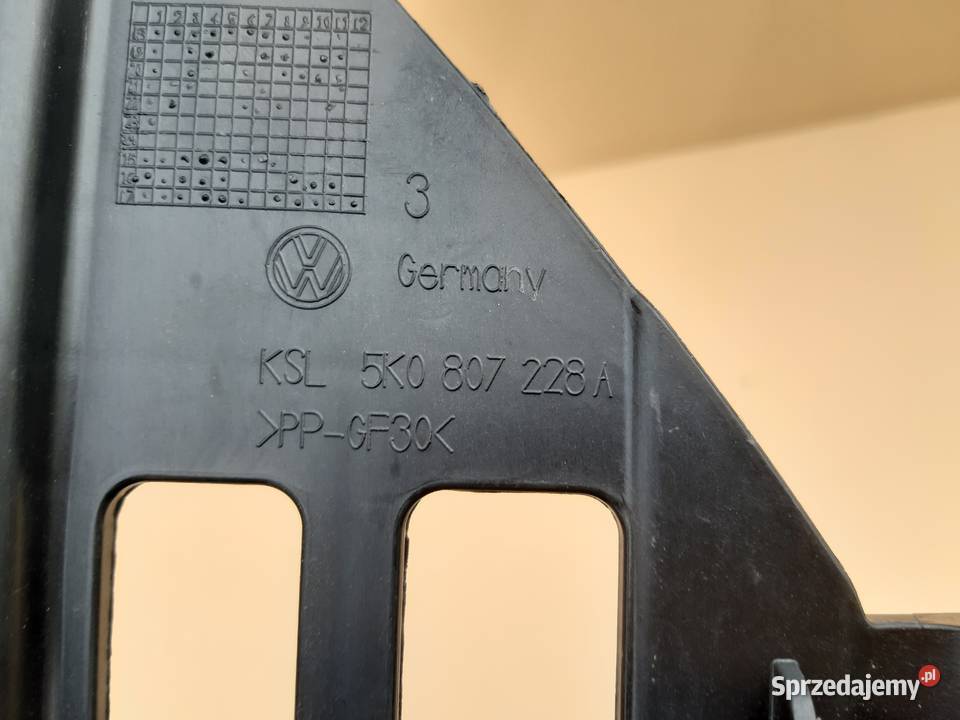 1 2 3 4 5 6 7 8 9 10 11 12
3
Germany
KSL 5K0 807 228 A
>PP-GF30<
Sprzedajemy.pl